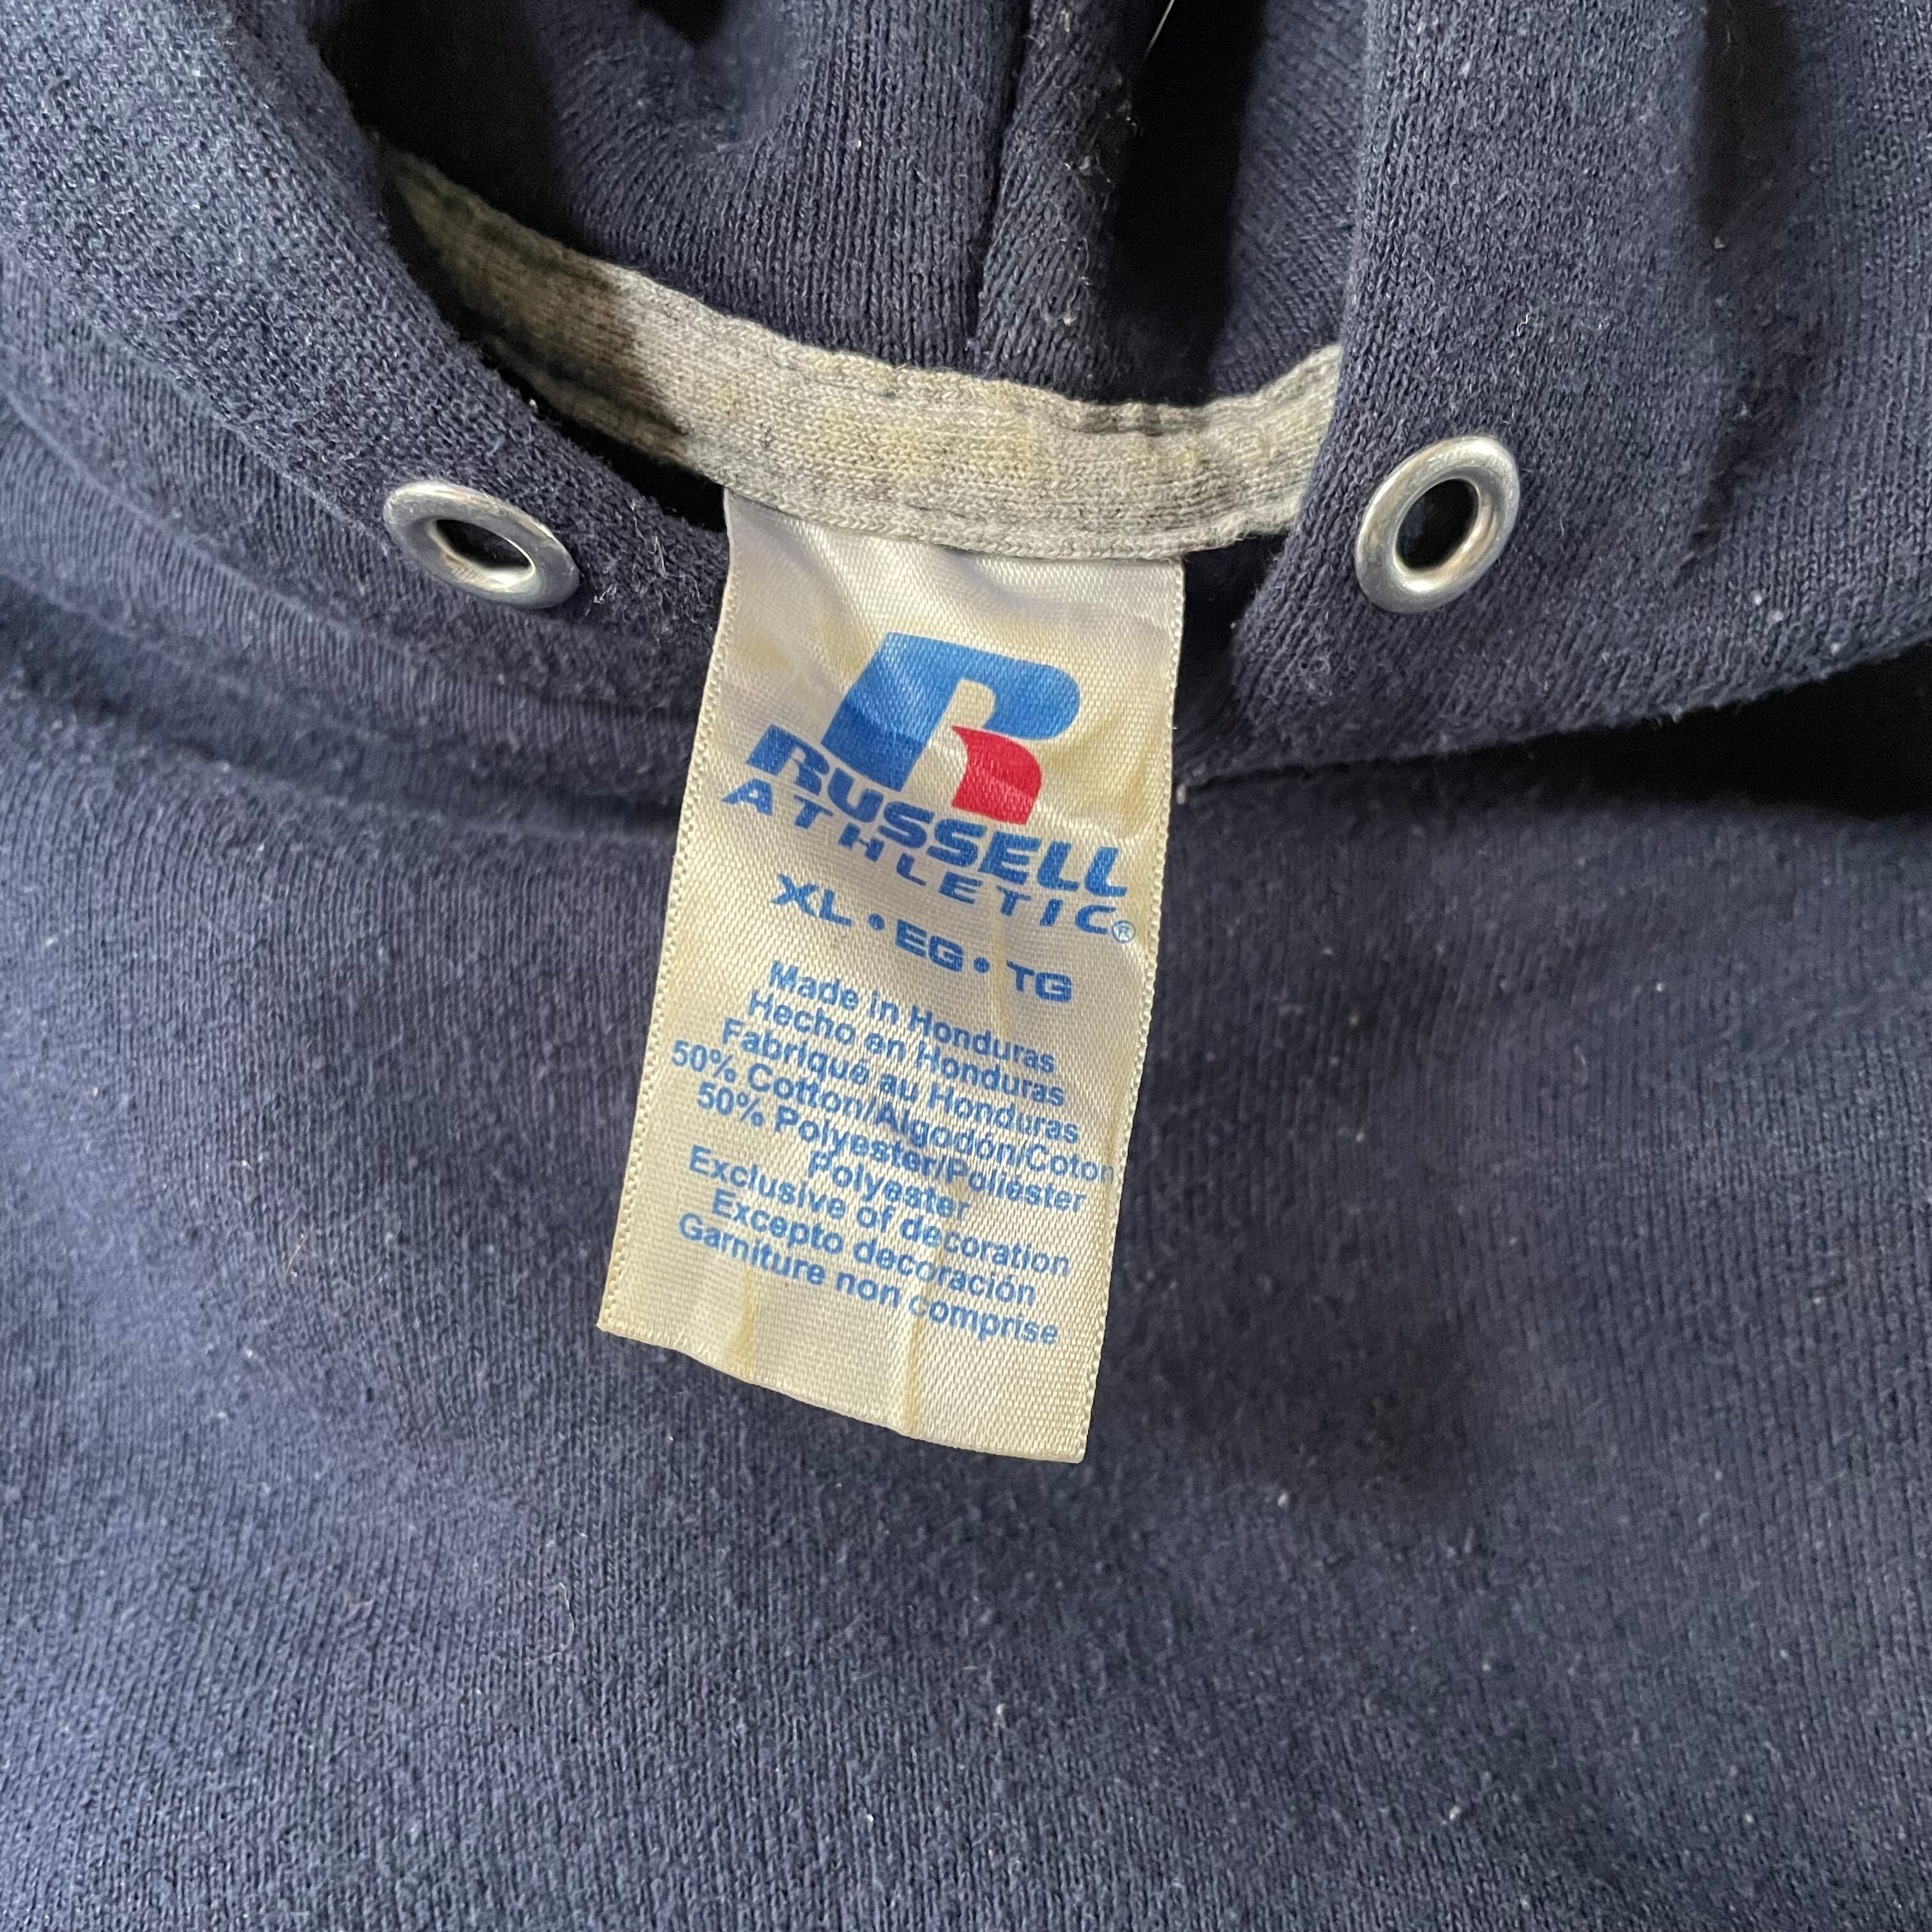 RUSSELL
ATHLETIC®
XL • EG • TG
Made in Honduras
Hecho en Honduras
Fabriqué au Honduras
50% Cotton/Algodón/Coton
50% Polyester/Poliéster
Polyester
Exclusive of decoration
Excepto decoración
Garniture non comprise